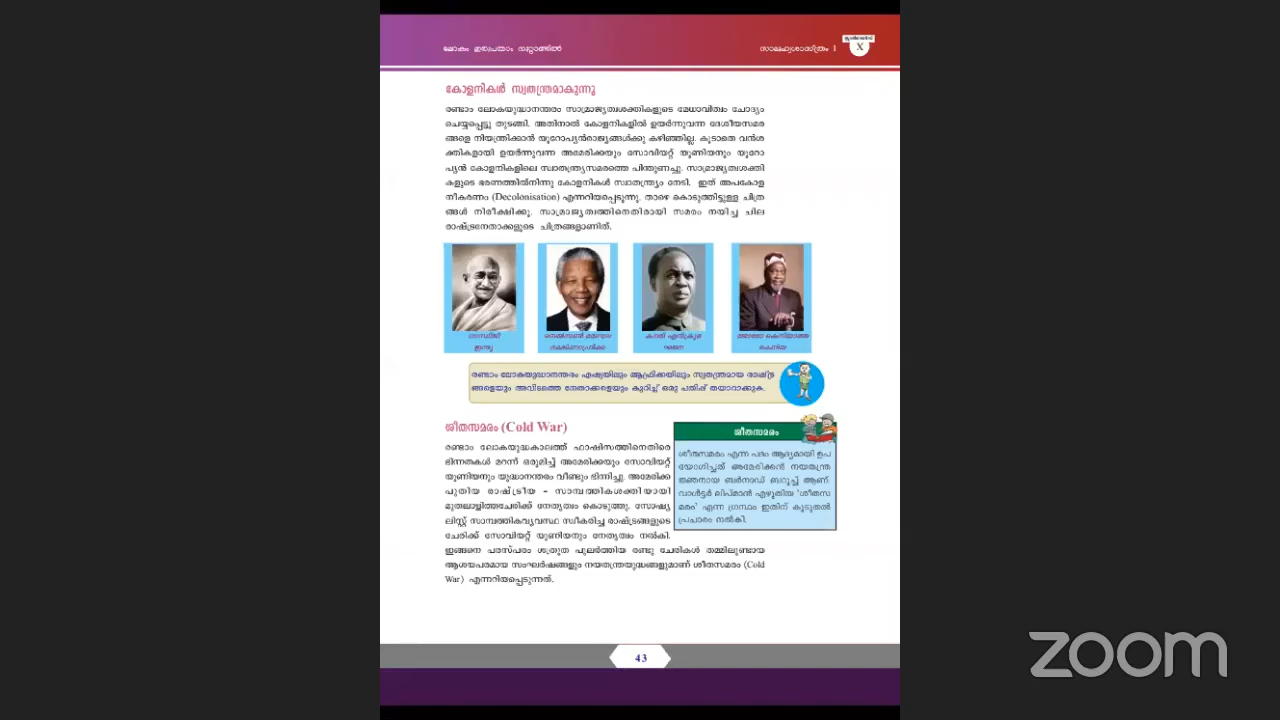 ലോകം ഇരുപതാം നൂറ്റാണ്ടിൽ
സാമൂഹ്യശാസ്ത്രം I
X
കോളനികൾ സ്വതന്ത്രമാകുന്നു
രണ്ടാം ലോകയുദ്ധാനന്തരം സാമ്രാജ്യത്വശക്തികളുടെ മേധാവിത്വം ചോദ്യം
ചെയ്യപ്പെട്ടു തുടങ്ങി. അതിനാൽ കോളനികളിൽ ഉയർന്നുവന്ന ദേശീയസമര
ങ്ങളെ നിയന്ത്രിക്കാൻ യൂറോപ്യൻരാജ്യങ്ങൾക്കു കഴിഞ്ഞില്ല. കൂടാതെ വൻശ
ക്തികളായി ഉയർന്നുവന്ന അമേരിക്കയും സോവിയറ്റ് യൂണിയനും യൂറോ
പ്യൻ കോളനികളിലെ സ്വാതന്ത്ര്യസമരത്തെ പിന്തുണച്ചു. സാമ്രാജ്യത്വശക്തി
കളുടെ ഭരണത്തിൽനിന്നു കോളനികൾ സ്വാതന്ത്ര്യം നേടി. ഇത് അപകോള
നീകരണം (Decolonisation) എന്നറിയപ്പെടുന്നു. താഴെ കൊടുത്തിട്ടുള്ള ചിത്ര
ങ്ങൾ നിരീക്ഷിക്കൂ. സാമ്രാജ്യത്വത്തിനെതിരായി സമരം നയിച്ച ചില
രാഷ്ട്രനേതാക്കളുടെ ചിത്രങ്ങളാണിത്.
ഗാന്ധിജി
ഇന്ത്യ
നെൽസൺ മണ്ടേല
ദക്ഷിണാഫ്രിക്ക
ക്വാമി എൻക്രൂമ
ഘാന
ജോമോ കെനിയാത്ത
കെനിയ
രണ്ടാം ലോകയുദ്ധാനന്തരം ഏഷ്യയിലും ആഫ്രിക്കയിലും സ്വതന്ത്രമായ രാഷ്ട്ര
ങ്ങളെയും അവിടത്തെ നേതാക്കളെയും കുറിച്ച് ഒരു പതിപ്പ് തയാറാക്കുക.
ശീതസമരം (Cold War)
രണ്ടാം ലോകയുദ്ധകാലത്ത് ഫാഷിസത്തിനെതിരെ
ഭിന്നതകൾ മറന്ന് ഒരുമിച്ച് അമേരിക്കയും സോവിയറ്റ്
യൂണിയനും യുദ്ധാനന്തരം വീണ്ടും ഭിന്നിച്ചു. അമേരിക്ക
പുതിയ രാഷ്ട്രീയ - സാമ്പത്തികശക്തിയായി
മുതലാളിത്തചേരിക്ക് നേതൃത്വം കൊടുത്തു. സോഷ്യ
ലിസ്റ്റ് സാമ്പത്തികവ്യവസ്ഥ സ്വീകരിച്ച രാഷ്ട്രങ്ങളുടെ
ചേരിക്ക് സോവിയറ്റ് യൂണിയനും നേതൃത്വം നൽകി.
ഇങ്ങനെ പരസ്പരം ശത്രുത പുലർത്തിയ രണ്ടു ചേരികൾ തമ്മിലുണ്ടായ
ആശയപരമായ സംഘർഷങ്ങളും നയതന്ത്രയുദ്ധങ്ങളുമാണ് ശീതസമരം (Cold
War) എന്നറിയപ്പെടുന്നത്.
ശീതസമരം
ശീതസമരം എന്ന പദം ആദ്യമായി ഉപ
യോഗിച്ചത് അമേരിക്കൻ നയതന്ത്ര
ജ്ഞനായ ബർനാഡ് ബറൂച്ച് ആണ്.
വാൾട്ടർ ലിപ്മാൻ എഴുതിയ 'ശീതസ
മരം' എന്ന ഗ്രന്ഥം ഇതിന് കൂടുതൽ
പ്രചാരം നൽകി.
43
zoom